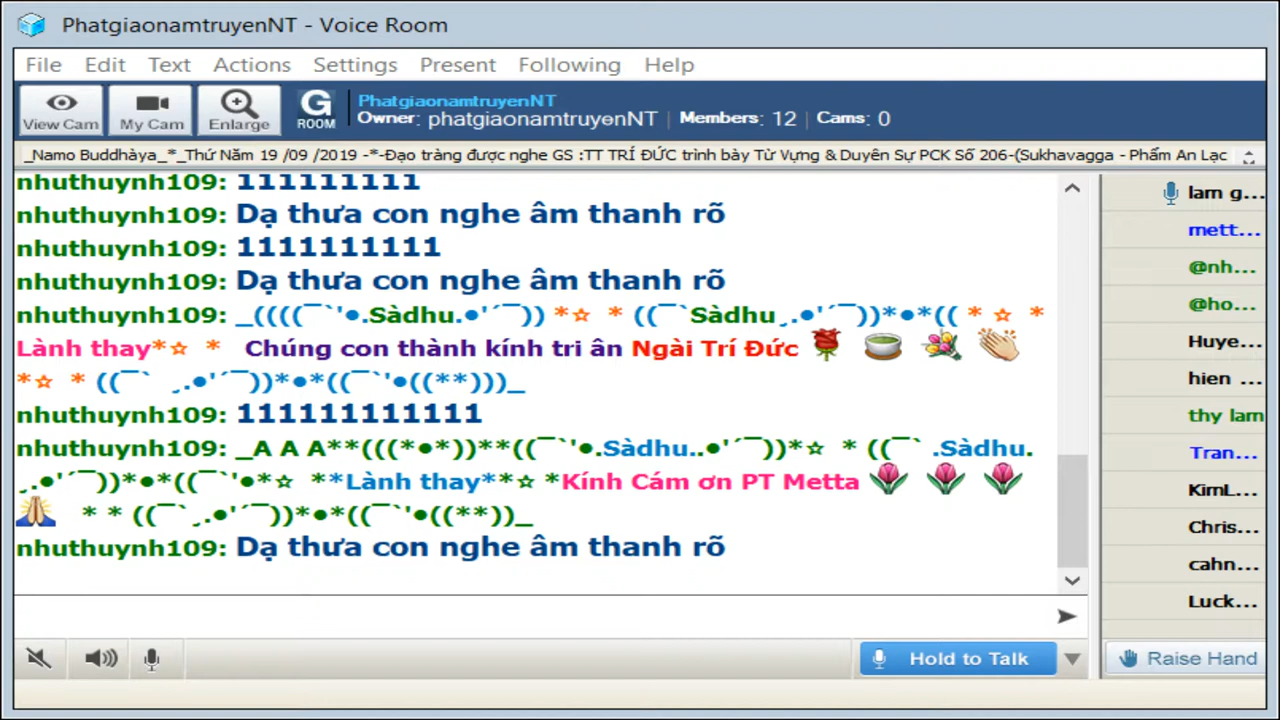 PhatgiaonamtruyenNT - Voice Room
File Edit Text Actions Settings Present Following Help
View Cam My Cam Enlarge G ROOM PhatgiaonamtruyenNT
Owner: phatgiaonamtruyenNT Members: 12 Cams: 0
_Namo Buddhàya_*_Thứ Năm 19 /09 /2019 -*-Đạo tràng được nghe GS :TT TRÍ ĐỨC trình bày Từ Vựng & Duyên Sự PCK Số 206-(Sukhavagga - Phẩm An Lạc
nhuthuynh109: 111111111
nhuthuynh109: Dạ thưa con nghe âm thanh rõ
nhuthuynh109: 1111111111
nhuthuynh109: Dạ thưa con nghe âm thanh rõ
nhuthuynh109: _((((¯`'●.Sàdhu.●'´¯)) *☆ * ((¯`Sàdhu¸.●'´¯))*●*(( * ☆ *
Lành thay*☆ * Chúng con thành kính tri ân Ngài Trí Đức 🌹 🍵 💐 👏
*☆ * ((¯` ¸.●'´¯))*●*((¯`'●((**)))_
nhuthuynh109: 111111111111
nhuthuynh109: _A A A**(((*●*))**((¯`'●.Sàdhu..●'´¯))*☆ * ((¯` .Sàdhu.
¸.●'´¯))*●*((¯`'●*☆ **Lành thay**☆ *Kính Cám ơn PT Metta 🌷 🌷 🌷
🙏 * * ((¯`¸.●'´¯))*●*((¯`'●((**))_
nhuthuynh109: Dạ thưa con nghe âm thanh rõ
lam g...
mett...
@nh...
@ho...
Huye...
hien ...
thy lam
Tran...
KimL...
Chris...
cahn...
Luck...
Hold to Talk
Raise Hand